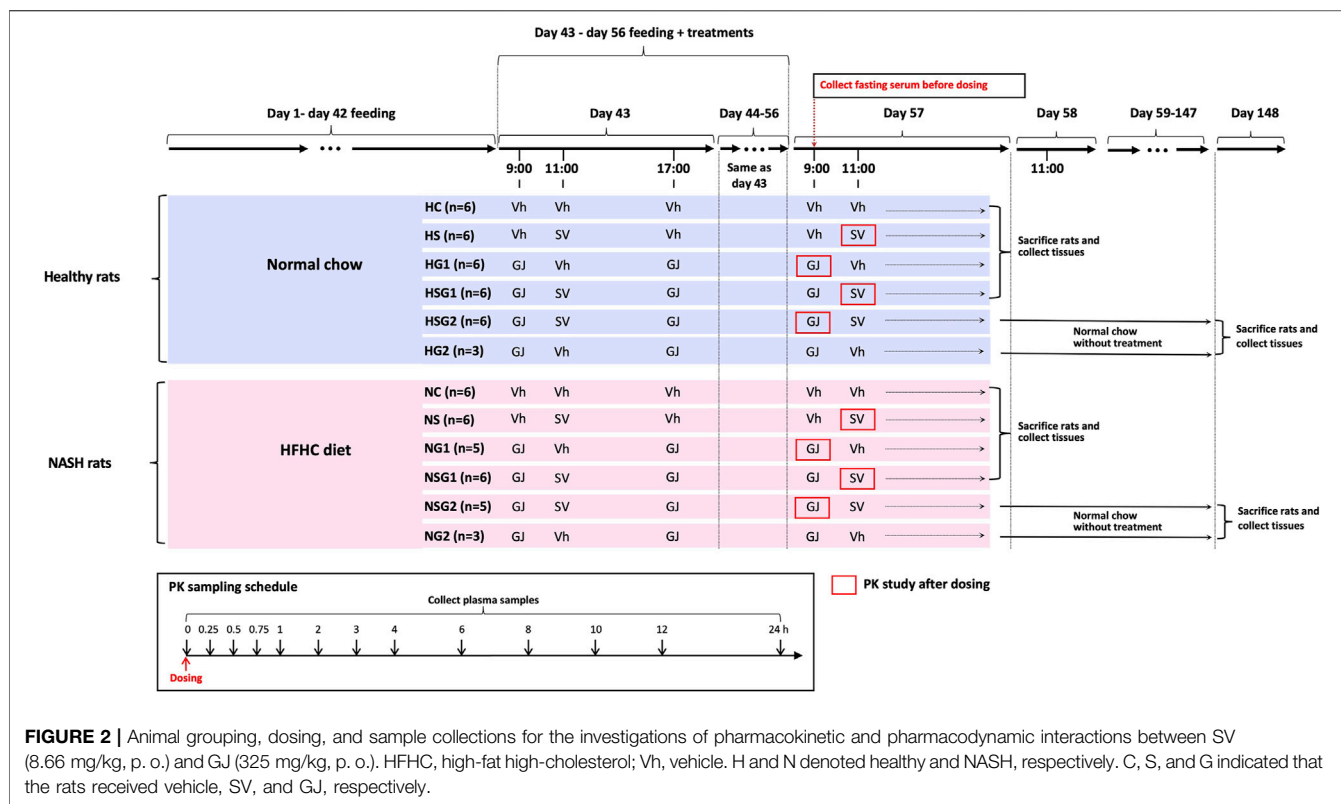 Day 43 - day 56 feeding + treatments
Collect fasting serum before dosing
Day 1- day 42 feeding
Day 43
Day 44-56
Day 57
Day 58
Day 59-147
Day 148
9:00 11:00 17:00 Same as day 43 9:00 11:00 11:00
Healthy rats
Normal chow
HC (n=6) Vh Vh Vh Vh Vh
HS (n=6) Vh SV Vh Vh SV
HG1 (n=6) GJ Vh GJ GJ Vh
HSG1 (n=6) GJ SV GJ GJ SV
HSG2 (n=6) GJ SV GJ GJ SV
HG2 (n=3) GJ Vh GJ GJ Vh
Sacrifice rats and
collect tissues
Normal chow
without treatment
Sacrifice rats and
collect tissues
NASH rats
HFHC diet
NC (n=6) Vh Vh Vh Vh Vh
NS (n=6) Vh SV Vh Vh SV
NG1 (n=5) GJ Vh GJ GJ Vh
NSG1 (n=6) GJ SV GJ GJ SV
NSG2 (n=5) GJ SV GJ GJ SV
NG2 (n=3) GJ Vh GJ GJ Vh
Sacrifice rats and
collect tissues
Normal chow
without treatment
Sacrifice rats and
collect tissues
PK sampling schedule
Collect plasma samples
0 0.25 0.5 0.75 1 2 3 4 6 8 10 12 24 h
Dosing
PK study after dosing
FIGURE 2 | Animal grouping, dosing, and sample collections for the investigations of pharmacokinetic and pharmacodynamic interactions between SV
(8.66 mg/kg, p. o.) and GJ (325 mg/kg, p. o.). HFHC, high-fat high-cholesterol; Vh, vehicle. H and N denoted healthy and NASH, respectively. C, S, and G indicated that
the rats received vehicle, SV, and GJ, respectively.